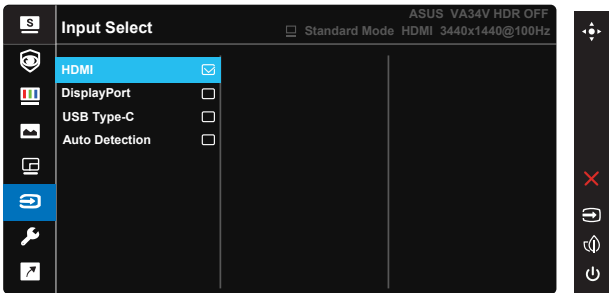 S
Input Select
ASUS VA34V HDR OFF
Standard Mode HDMI 3440x1440@100Hz
HDMI
DisplayPort
USB Type-C
Auto Detection